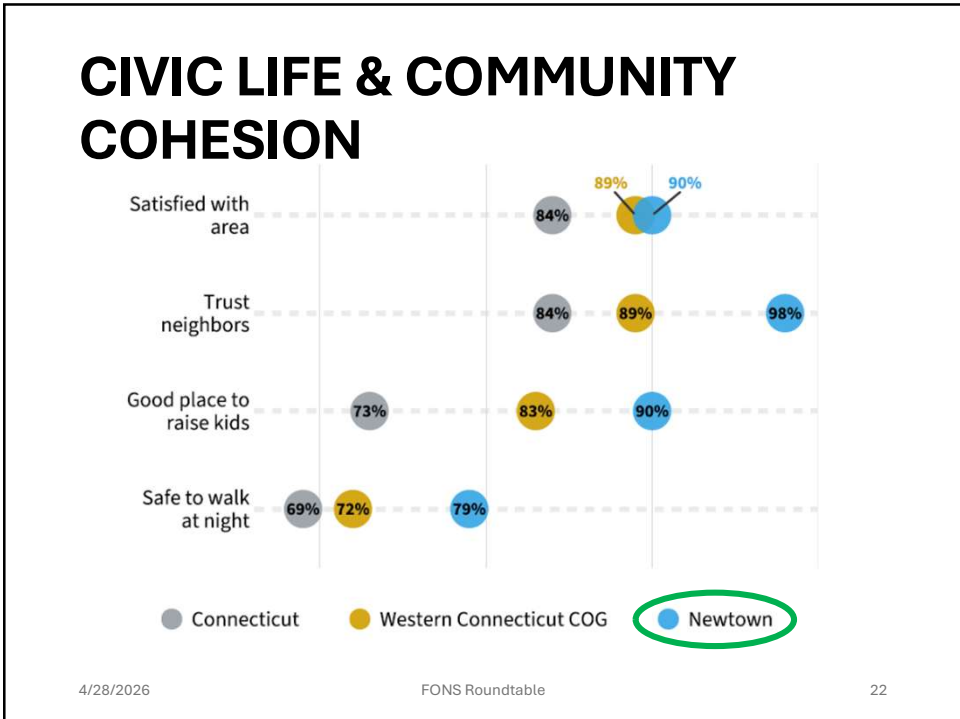 CIVIC LIFE & COMMUNITY
COHESION
89% 90%
Satisfied with
area
84%
Trust
neighbors
84% 89% 98%
Good place to
raise kids
73% 83% 90%
Safe to walk
at night
69% 72% 79%
Connecticut Western Connecticut COG Newtown
4/28/2026 FONS Roundtable 22